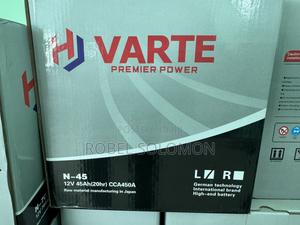 VARTE
PREMIER POWER
ROBEL SOLOMON
N-45
12V 45Ah(20hr) CCA450A
Raw material manufacturing in Japan
L R
German technology
International brand
High-end battery